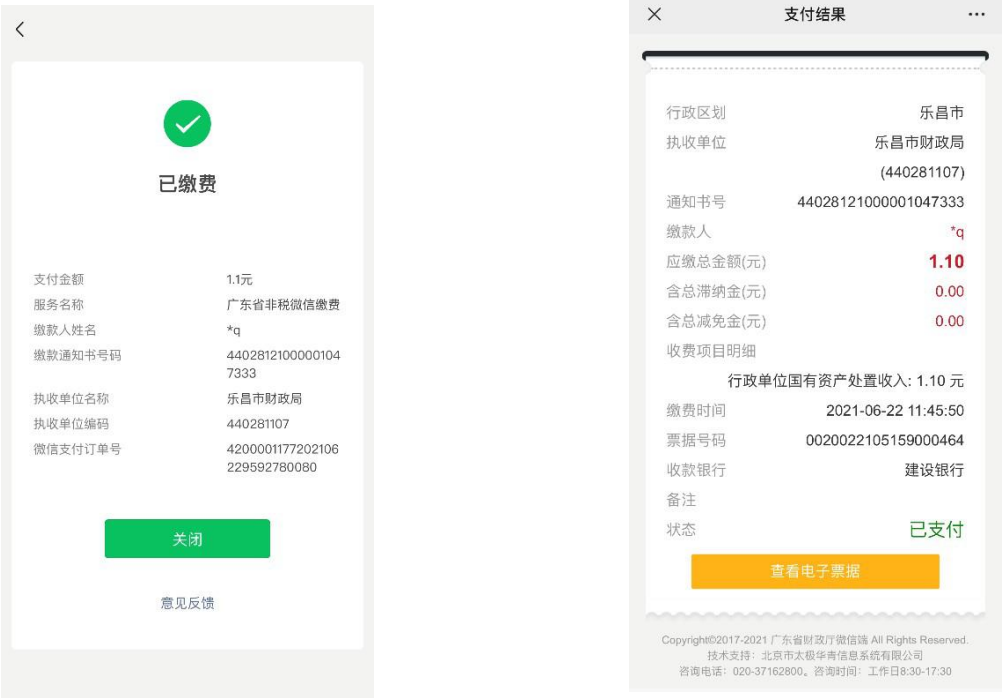 已缴费
支付金额 1.1元
服务名称 广东省非税微信缴费
缴款人姓名 *q
缴款通知书号码 4402812100000104
7333
执收单位名称 乐昌市财政局
执收单位编码 440281107
微信支付订单号 4200001177202106
229592780080
关闭
意见反馈
支付结果
行政区划 乐昌市
执收单位 乐昌市财政局
(440281107)
通知书号 44028121000001047333
缴款人 *q
应缴总金额(元) 1.10
含总滞纳金(元) 0.00
含总减免金(元) 0.00
收费项目明细
行政单位国有资产处置收入: 1.10 元
缴费时间 2021-06-22 11:45:50
票据号码 0020022105159000464
收款银行 建设银行
备注
状态 已支付
查看电子票据
Copyright©2017-2021 广东省财政厅微信端 All Rights Reserved.
技术支持：北京市太极华青信息系统有限公司
咨询电话：020-37162800。咨询时间：工作日8:30-17:30